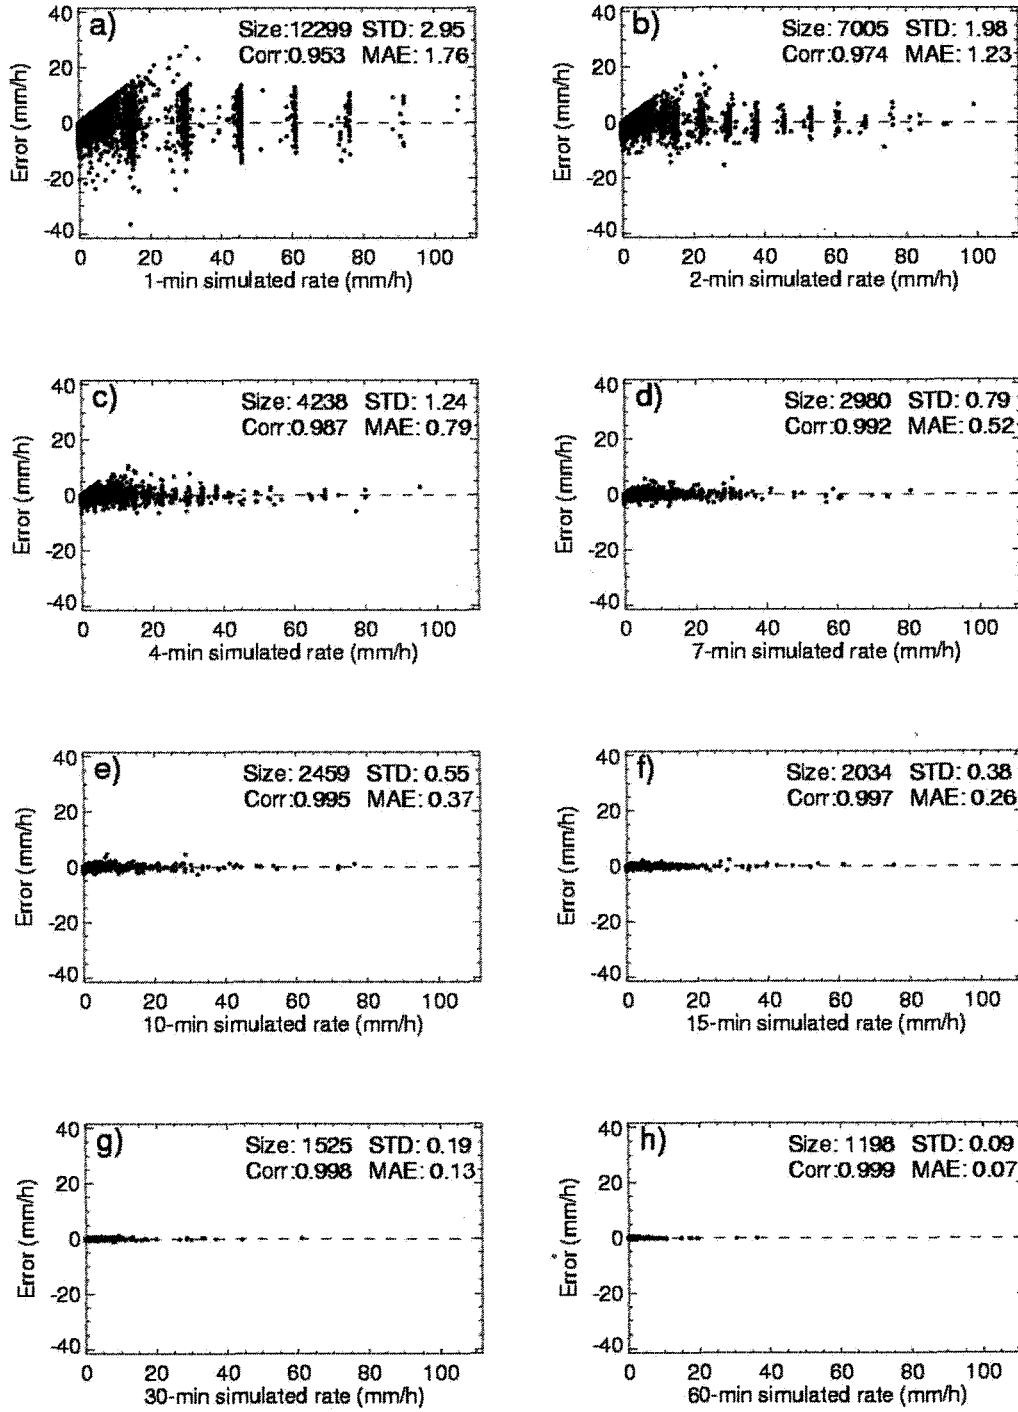 a)
Size:12299 STD: 2.95
Corr:0.953 MAE: 1.76
40
20
0
-20
-40
Error (mm/h)
0 20 40 60 80 100
1-min simulated rate (mm/h)
b)
Size: 7005 STD: 1.98
Corr:0.974 MAE: 1.23
40
20
0
-20
-40
Error (mm/h)
0 20 40 60 80 100
2-min simulated rate (mm/h)
c)
Size: 4238 STD: 1.24
Corr:0.987 MAE: 0.79
40
20
0
-20
-40
Error (mm/h)
0 20 40 60 80 100
4-min simulated rate (mm/h)
d)
Size: 2980 STD: 0.79
Corr:0.992 MAE: 0.52
40
20
0
-20
-40
Error (mm/h)
0 20 40 60 80 100
7-min simulated rate (mm/h)
e)
Size: 2459 STD: 0.55
Corr:0.995 MAE: 0.37
40
20
0
-20
-40
Error (mm/h)
0 20 40 60 80 100
10-min simulated rate (mm/h)
f)
Size: 2034 STD: 0.38
Corr:0.997 MAE: 0.26
40
20
0
-20
-40
Error (mm/h)
0 20 40 60 80 100
15-min simulated rate (mm/h)
g)
Size: 1525 STD: 0.19
Corr:0.998 MAE: 0.13
40
20
0
-20
-40
Error (mm/h)
0 20 40 60 80 100
30-min simulated rate (mm/h)
h)
Size: 1198 STD: 0.09
Corr:0.999 MAE: 0.07
40
20
0
-20
-40
Error (mm/h)
0 20 40 60 80 100
60-min simulated rate (mm/h)